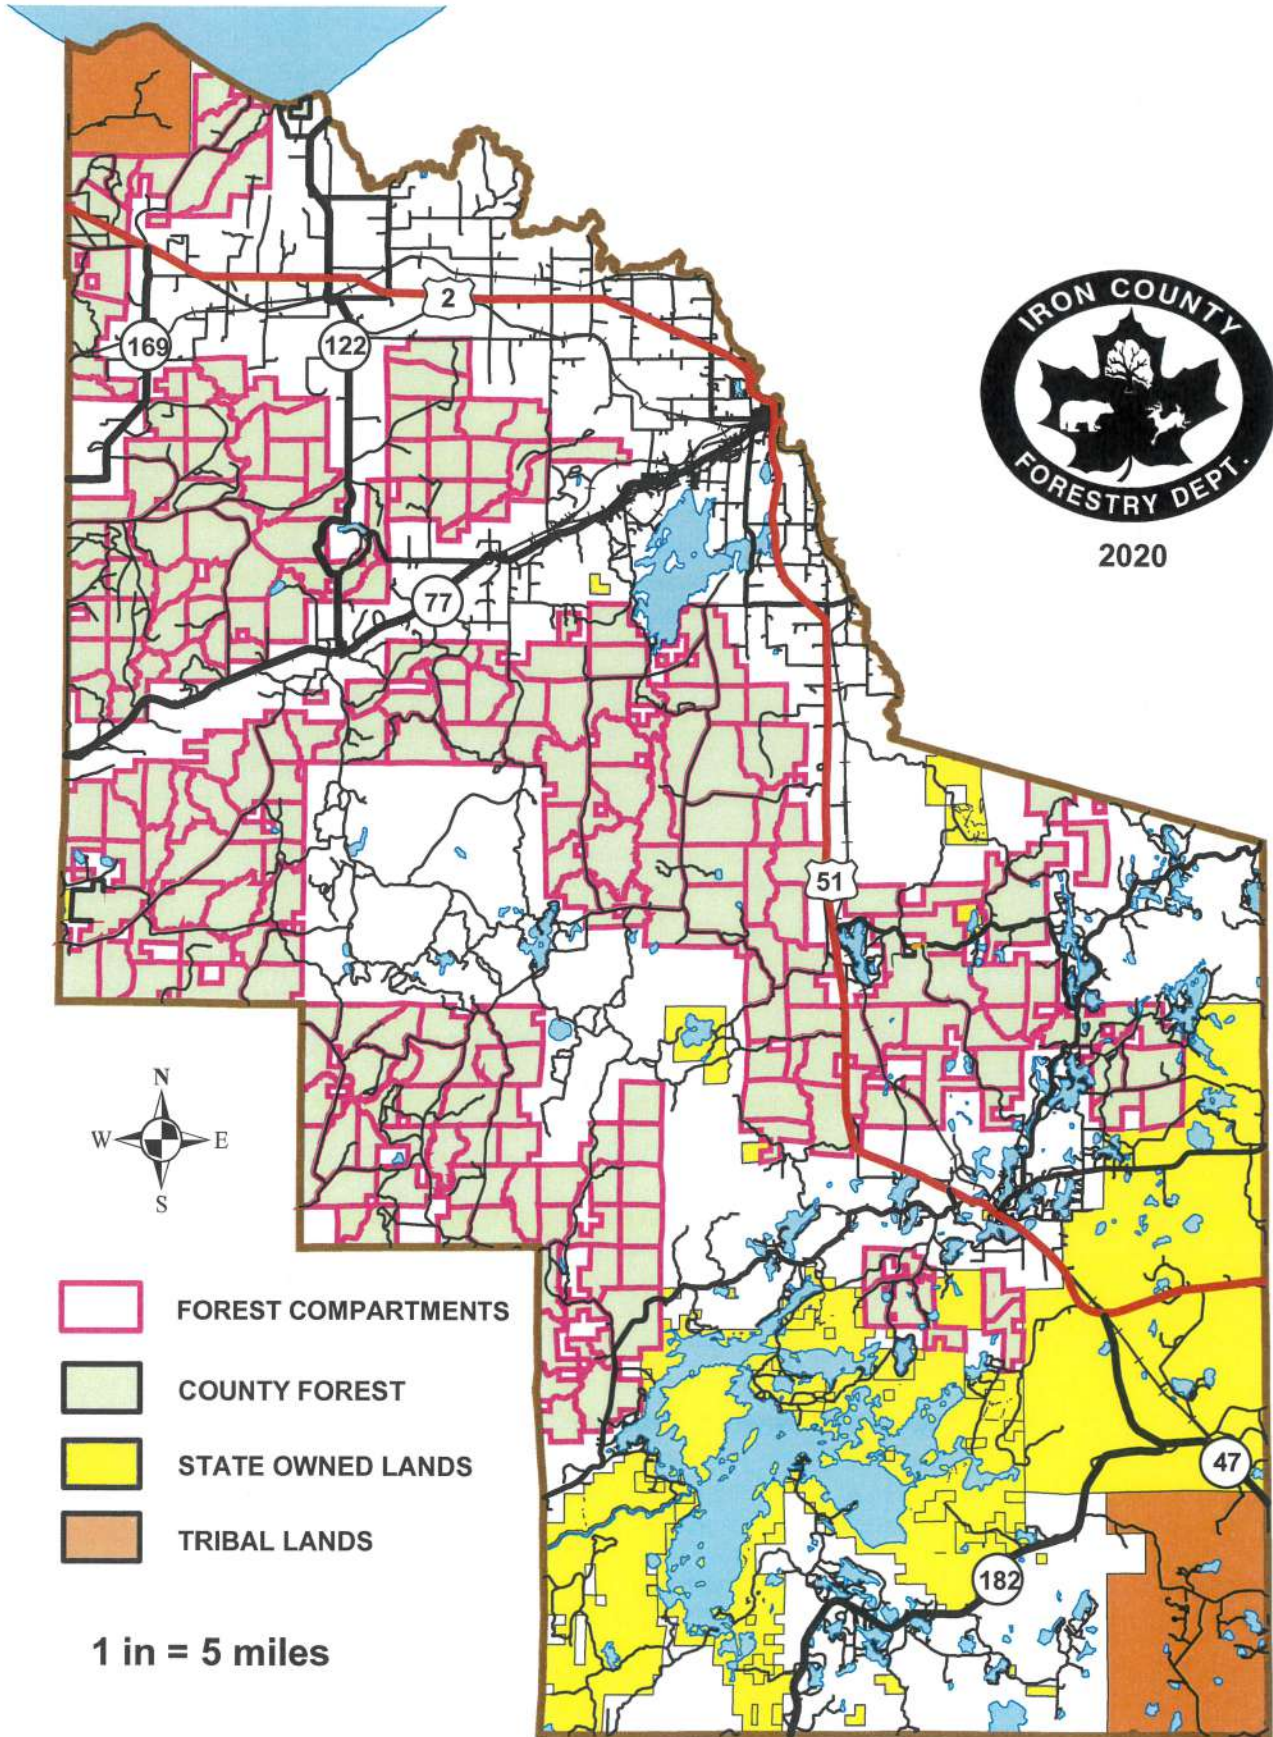 2
IRON COUNTY
FORESTRY DEPT.
2020
169
122
77
51
N
W E
S
FOREST COMPARTMENTS
COUNTY FOREST
STATE OWNED LANDS
TRIBAL LANDS
47
182
1 in = 5 miles